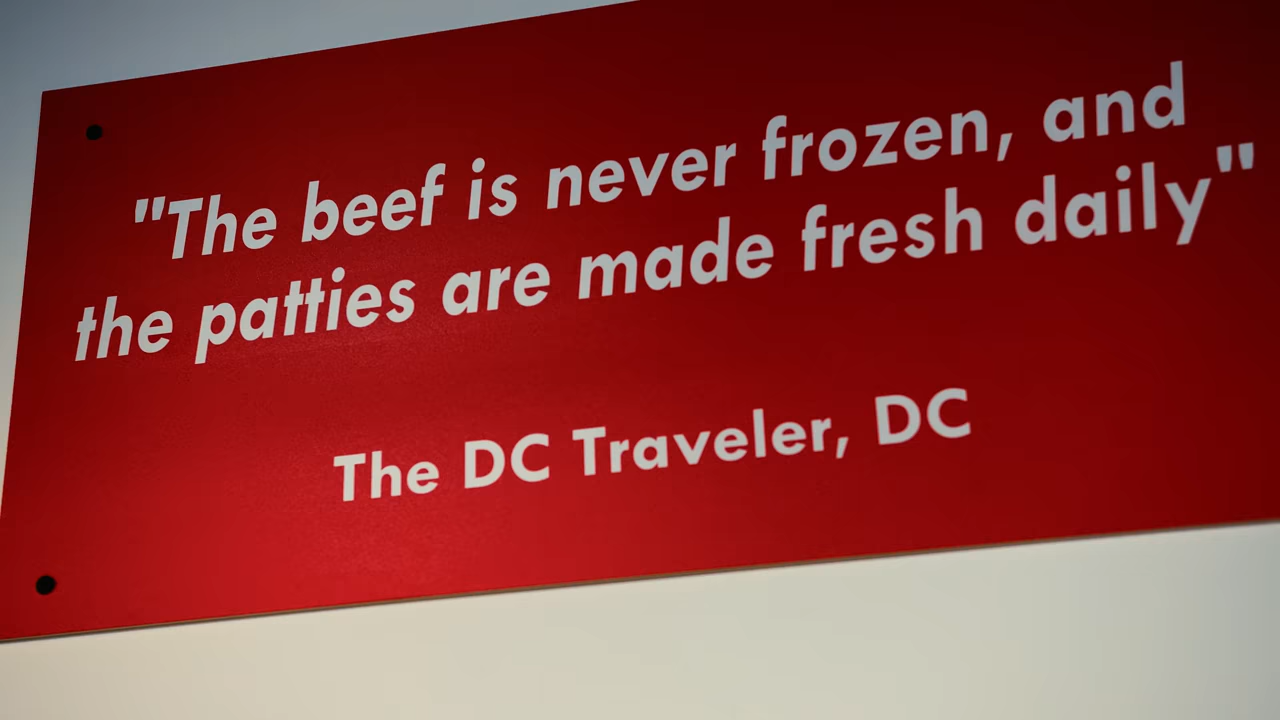 "The beef is never frozen, and
the patties are made fresh daily"
The DC Traveler, DC